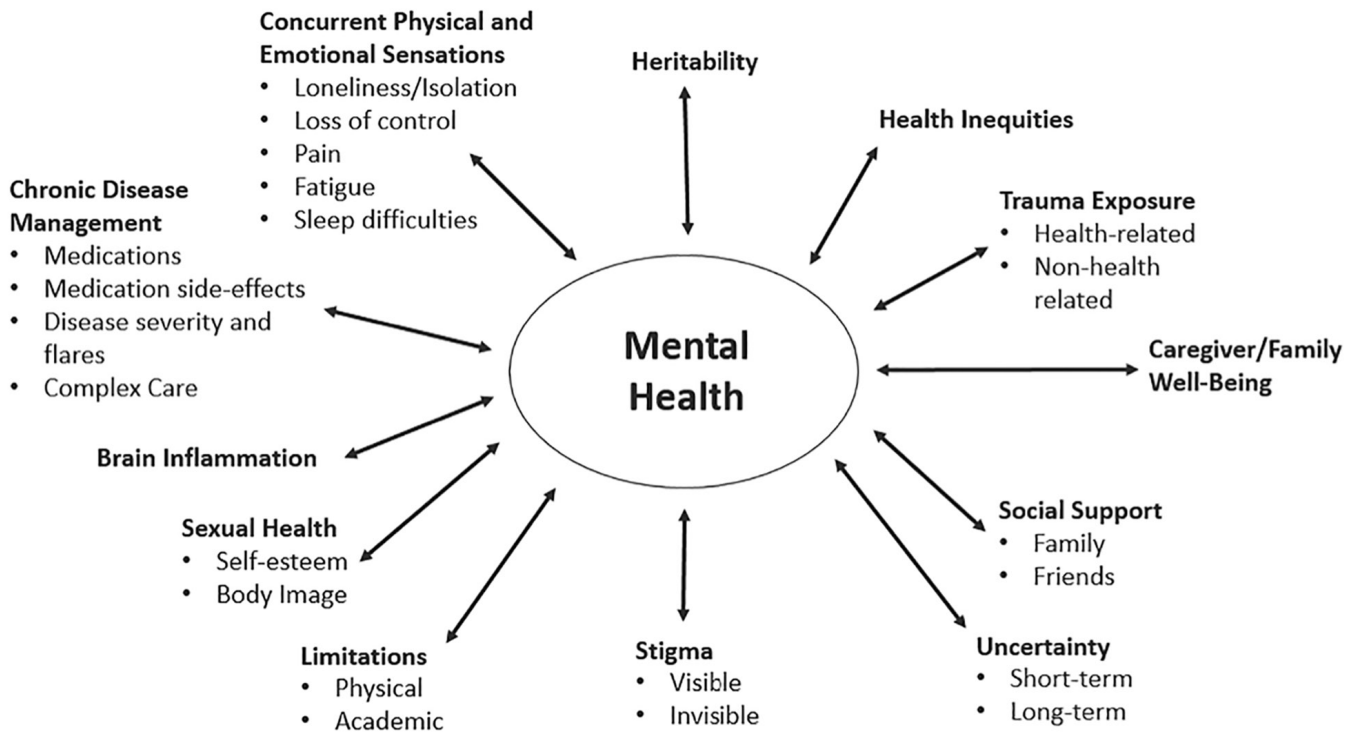 Concurrent Physical and
Emotional Sensations
• Loneliness/Isolation
• Loss of control
• Pain
• Fatigue
• Sleep difficulties
Heritability
Health Inequities
Trauma Exposure
• Health-related
• Non-health
related
Chronic Disease
Management
• Medications
• Medication side-effects
• Disease severity and
flares
• Complex Care
Mental
Health
Caregiver/Family
Well-Being
Brain Inflammation
Sexual Health
• Self-esteem
• Body Image
Social Support
• Family
• Friends
Limitations
• Physical
• Academic
Stigma
• Visible
• Invisible
Uncertainty
• Short-term
• Long-term